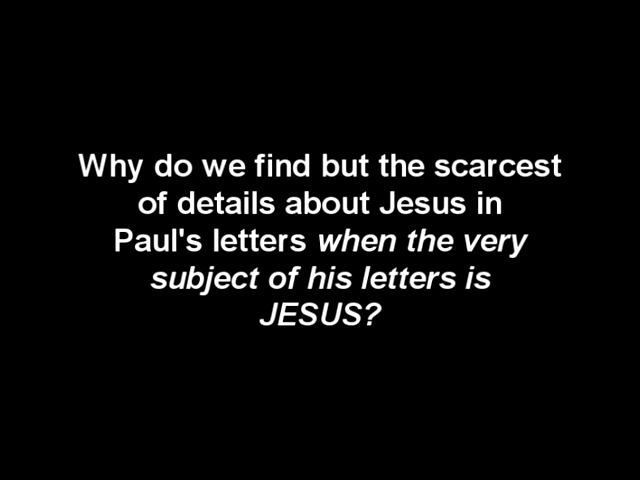 Why do we find but the scarcest
of details about Jesus in
Paul's letters when the very
subject of his letters is
JESUS?